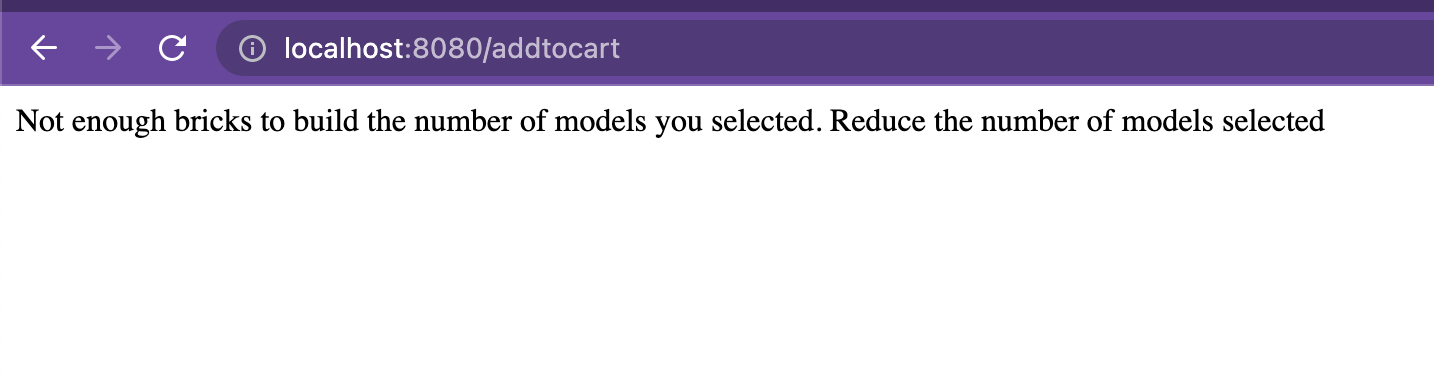 localhost:8080/addtocart
Not enough bricks to build the number of models you selected. Reduce the number of models selected